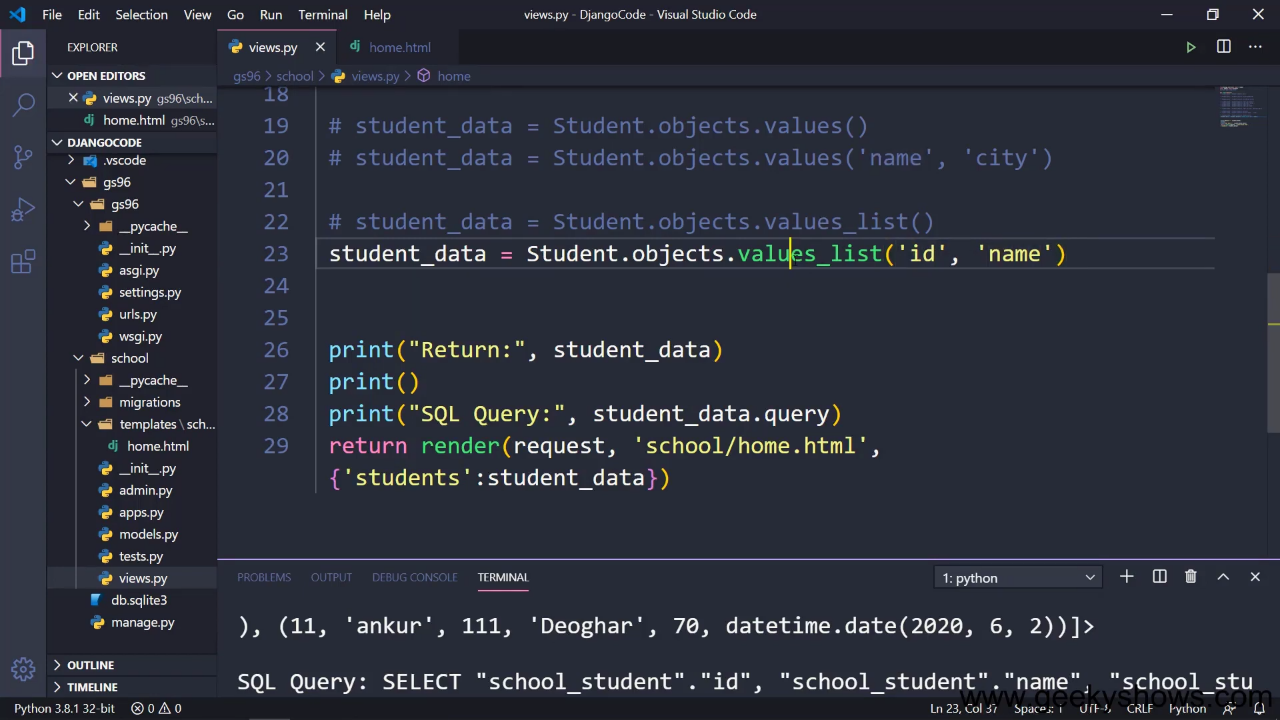 File Edit Selection View Go Run Terminal Help views.py - DjangoCode - Visual Studio Code
EXPLORER
views.py home.html
OPEN EDITORS
gs96 > school > views.py > home
views.py gs96\sc...
home.html gs96\s...
DJANGOCODE
.vscode
gs96
gs96
__pycache__
__init__.py
asgi.py
settings.py
urls.py
wsgi.py
school
__pycache__
migrations
templates \ sch...
home.html
__init__.py
admin.py
apps.py
models.py
tests.py
views.py
db.sqlite3
manage.py
OUTLINE
TIMELINE
18
19 # student_data = Student.objects.values()
20 # student_data = Student.objects.values('name', 'city')
21
22 # student_data = Student.objects.values_list()
23 student_data = Student.objects.values_list('id', 'name')
24
25
26 print("Return:", student_data)
27 print()
28 print("SQL Query:", student_data.query)
29 return render(request, 'school/home.html',
{'students':student_data})
PROBLEMS OUTPUT DEBUG CONSOLE TERMINAL 1: python
), (11, 'ankur', 111, 'Deoghar', 70, datetime.date(2020, 6, 2))]>
SQL Query: SELECT "school_student"."id", "school_student"."name", "school_stu
www.geekyshows.com
Python 3.8.1 32-bit 0 0 Ln 23, Col 37 Spaces: 1 UTF-8 CRLF Python